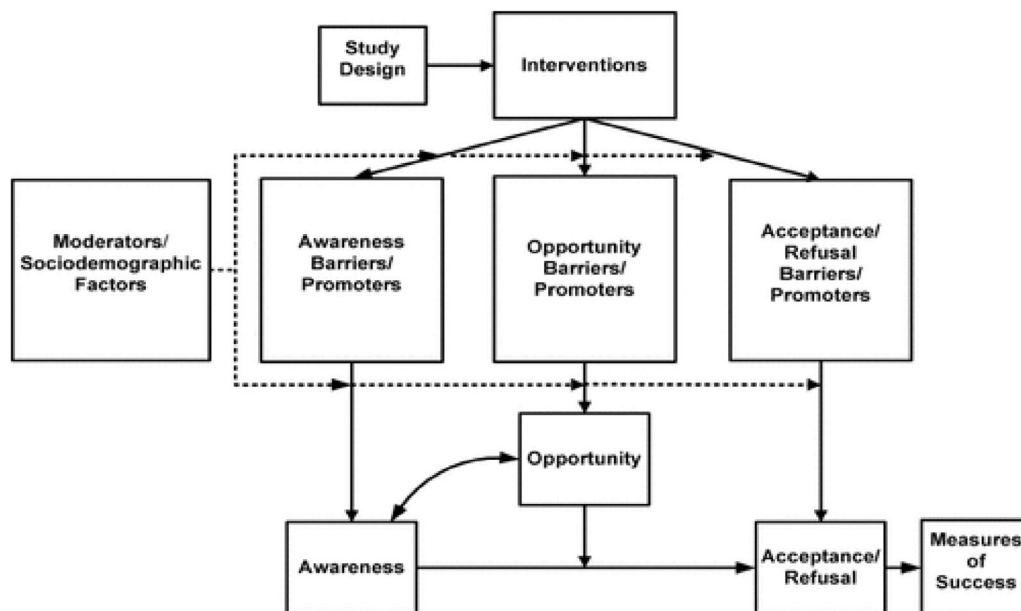 Study
Design
Interventions
Moderators/
Sociodemographic
Factors
Awareness
Barriers/
Promoters
Opportunity
Barriers/
Promoters
Acceptance/
Refusal
Barriers/
Promoters
Opportunity
Awareness
Acceptance/
Refusal
Measures
of
Success